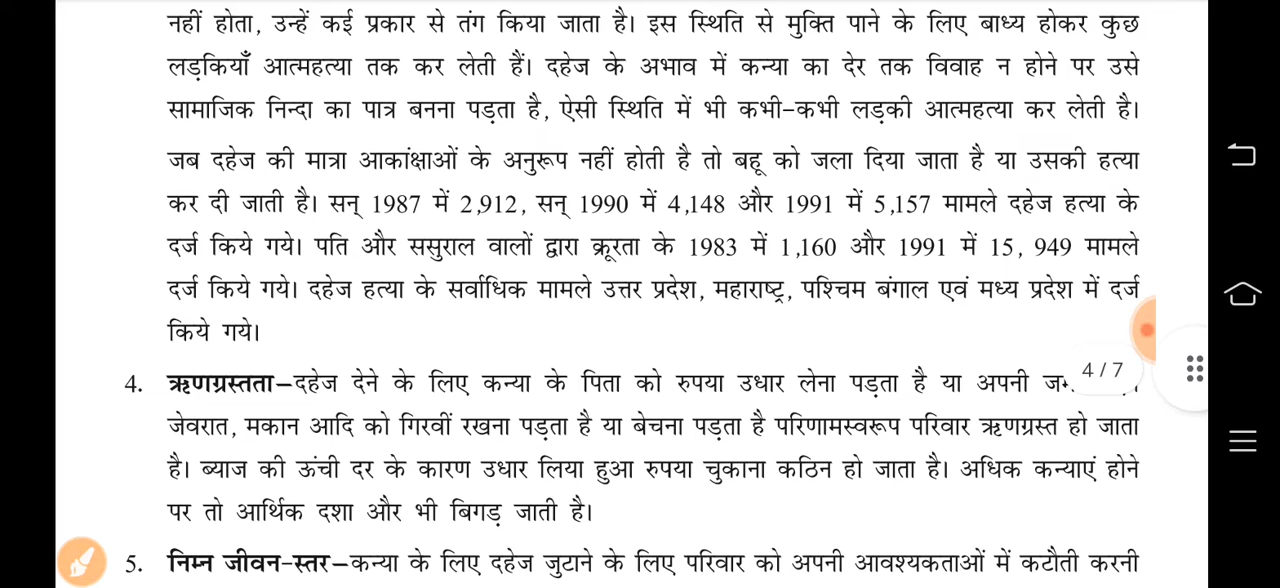 नहीं होता, उन्हें कई प्रकार से तंग किया जाता है। इस स्थिति से मुक्ति पाने के लिए बाध्य होकर कुछ
लड़कियाँ आत्महत्या तक कर लेती हैं। दहेज के अभाव में कन्या का देर तक विवाह न होने पर उसे
सामाजिक निन्दा का पात्र बनना पड़ता है, ऐसी स्थिति में भी कभी-कभी लड़की आत्महत्या कर लेती है।
जब दहेज की मात्रा आकांक्षाओं के अनुरूप नहीं होती है तो बहू को जला दिया जाता है या उसकी हत्या
कर दी जाती है। सन् 1987 में 2,912, सन् 1990 में 4,148 और 1991 में 5,157 मामले दहेज हत्या के
दर्ज किये गये। पति और ससुराल वालों द्वारा क्रूरता के 1983 में 1,160 और 1991 में 15, 949 मामले
दर्ज किये गये। दहेज हत्या के सर्वाधिक मामले उत्तर प्रदेश, महाराष्ट्र, पश्चिम बंगाल एवं मध्य प्रदेश में दर्ज
किये गये।
4. ऋणग्रस्तता–दहेज देने के लिए कन्या के पिता को रुपया उधार लेना पड़ता है या अपनी
4 / 7
जेवरात, मकान आदि को गिरवीं रखना पड़ता है या बेचना पड़ता है परिणामस्वरूप परिवार ऋणग्रस्त हो जाता
है। ब्याज की ऊंची दर के कारण उधार लिया हुआ रुपया चुकाना कठिन हो जाता है। अधिक कन्याएं होने
पर तो आर्थिक दशा और भी बिगड़ जाती है।
5. निम्न जीवन-स्तर–कन्या के लिए दहेज जुटाने के लिए परिवार को अपनी आवश्यकताओं में कटौती करनी